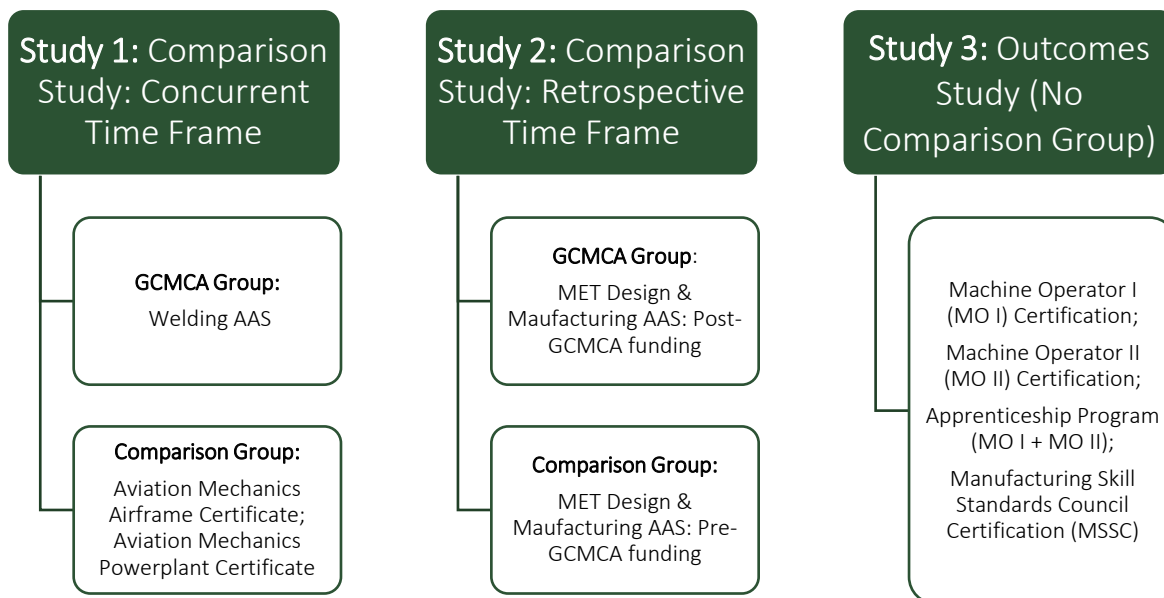 Study 1: Comparison
Study: Concurrent
Time Frame
GCMCA Group:
Welding AAS
Comparison Group:
Aviation Mechanics
Airframe Certificate;
Aviation Mechanics
Powerplant Certificate
Study 2: Comparison
Study: Retrospective
Time Frame
GCMCA Group:
MET Design &
Maufacturing AAS: Post-
GCMCA funding
Comparison Group:
MET Design &
Maufacturing AAS: Pre-
GCMCA funding
Study 3: Outcomes
Study (No
Comparison Group)
Machine Operator I
(MO I) Certification;
Machine Operator II
(MO II) Certification;
Apprenticeship Program
(MO I + MO II);
Manufacturing Skill
Standards Council
Certification (MSSC)